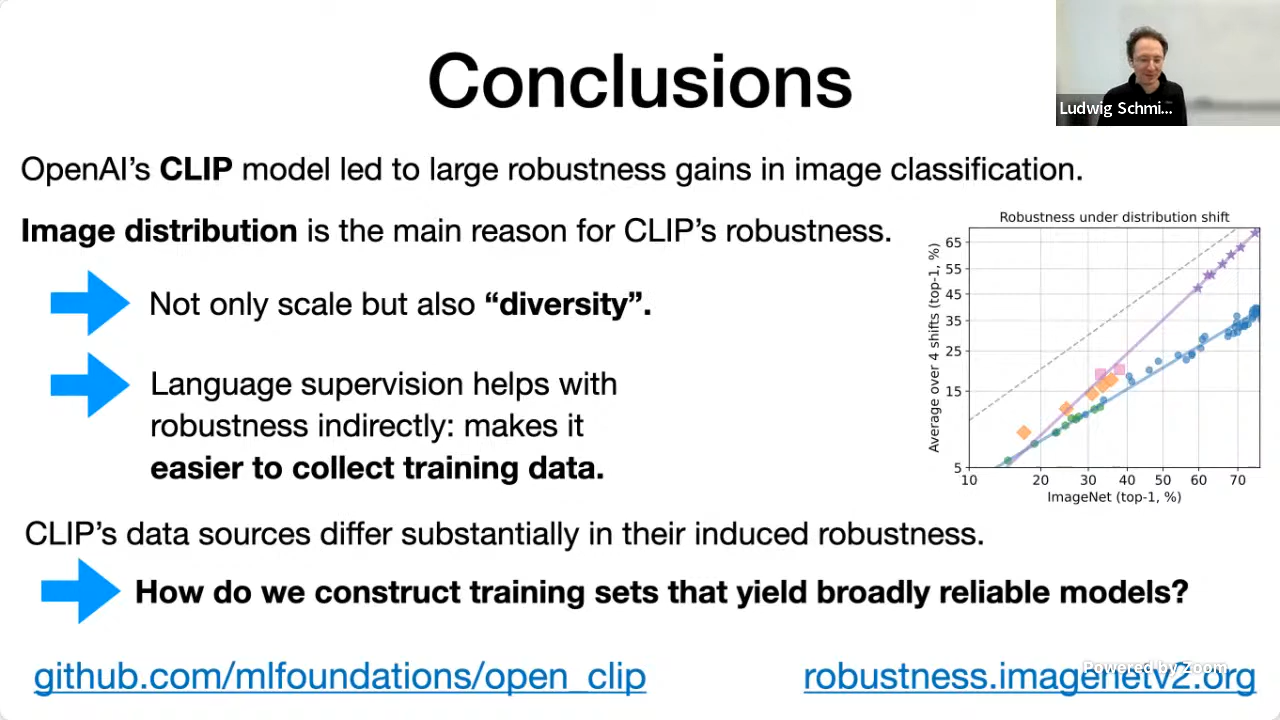 Conclusions
Ludwig Schmi...
OpenAI's CLIP model led to large robustness gains in image classification.
Image distribution is the main reason for CLIP's robustness.
Not only scale but also “diversity”.
Language supervision helps with
robustness indirectly: makes it
easier to collect training data.
Robustness under distribution shift
Average over 4 shifts (top-1, %)
65
55
45
35
25
15
5
10
20
30
40
50
60
70
ImageNet (top-1, %)
CLIP's data sources differ substantially in their induced robustness.
How do we construct training sets that yield broadly reliable models?
github.com/mlfoundations/open_clip
robustness.imagenetv2.org
Powered by Zoom